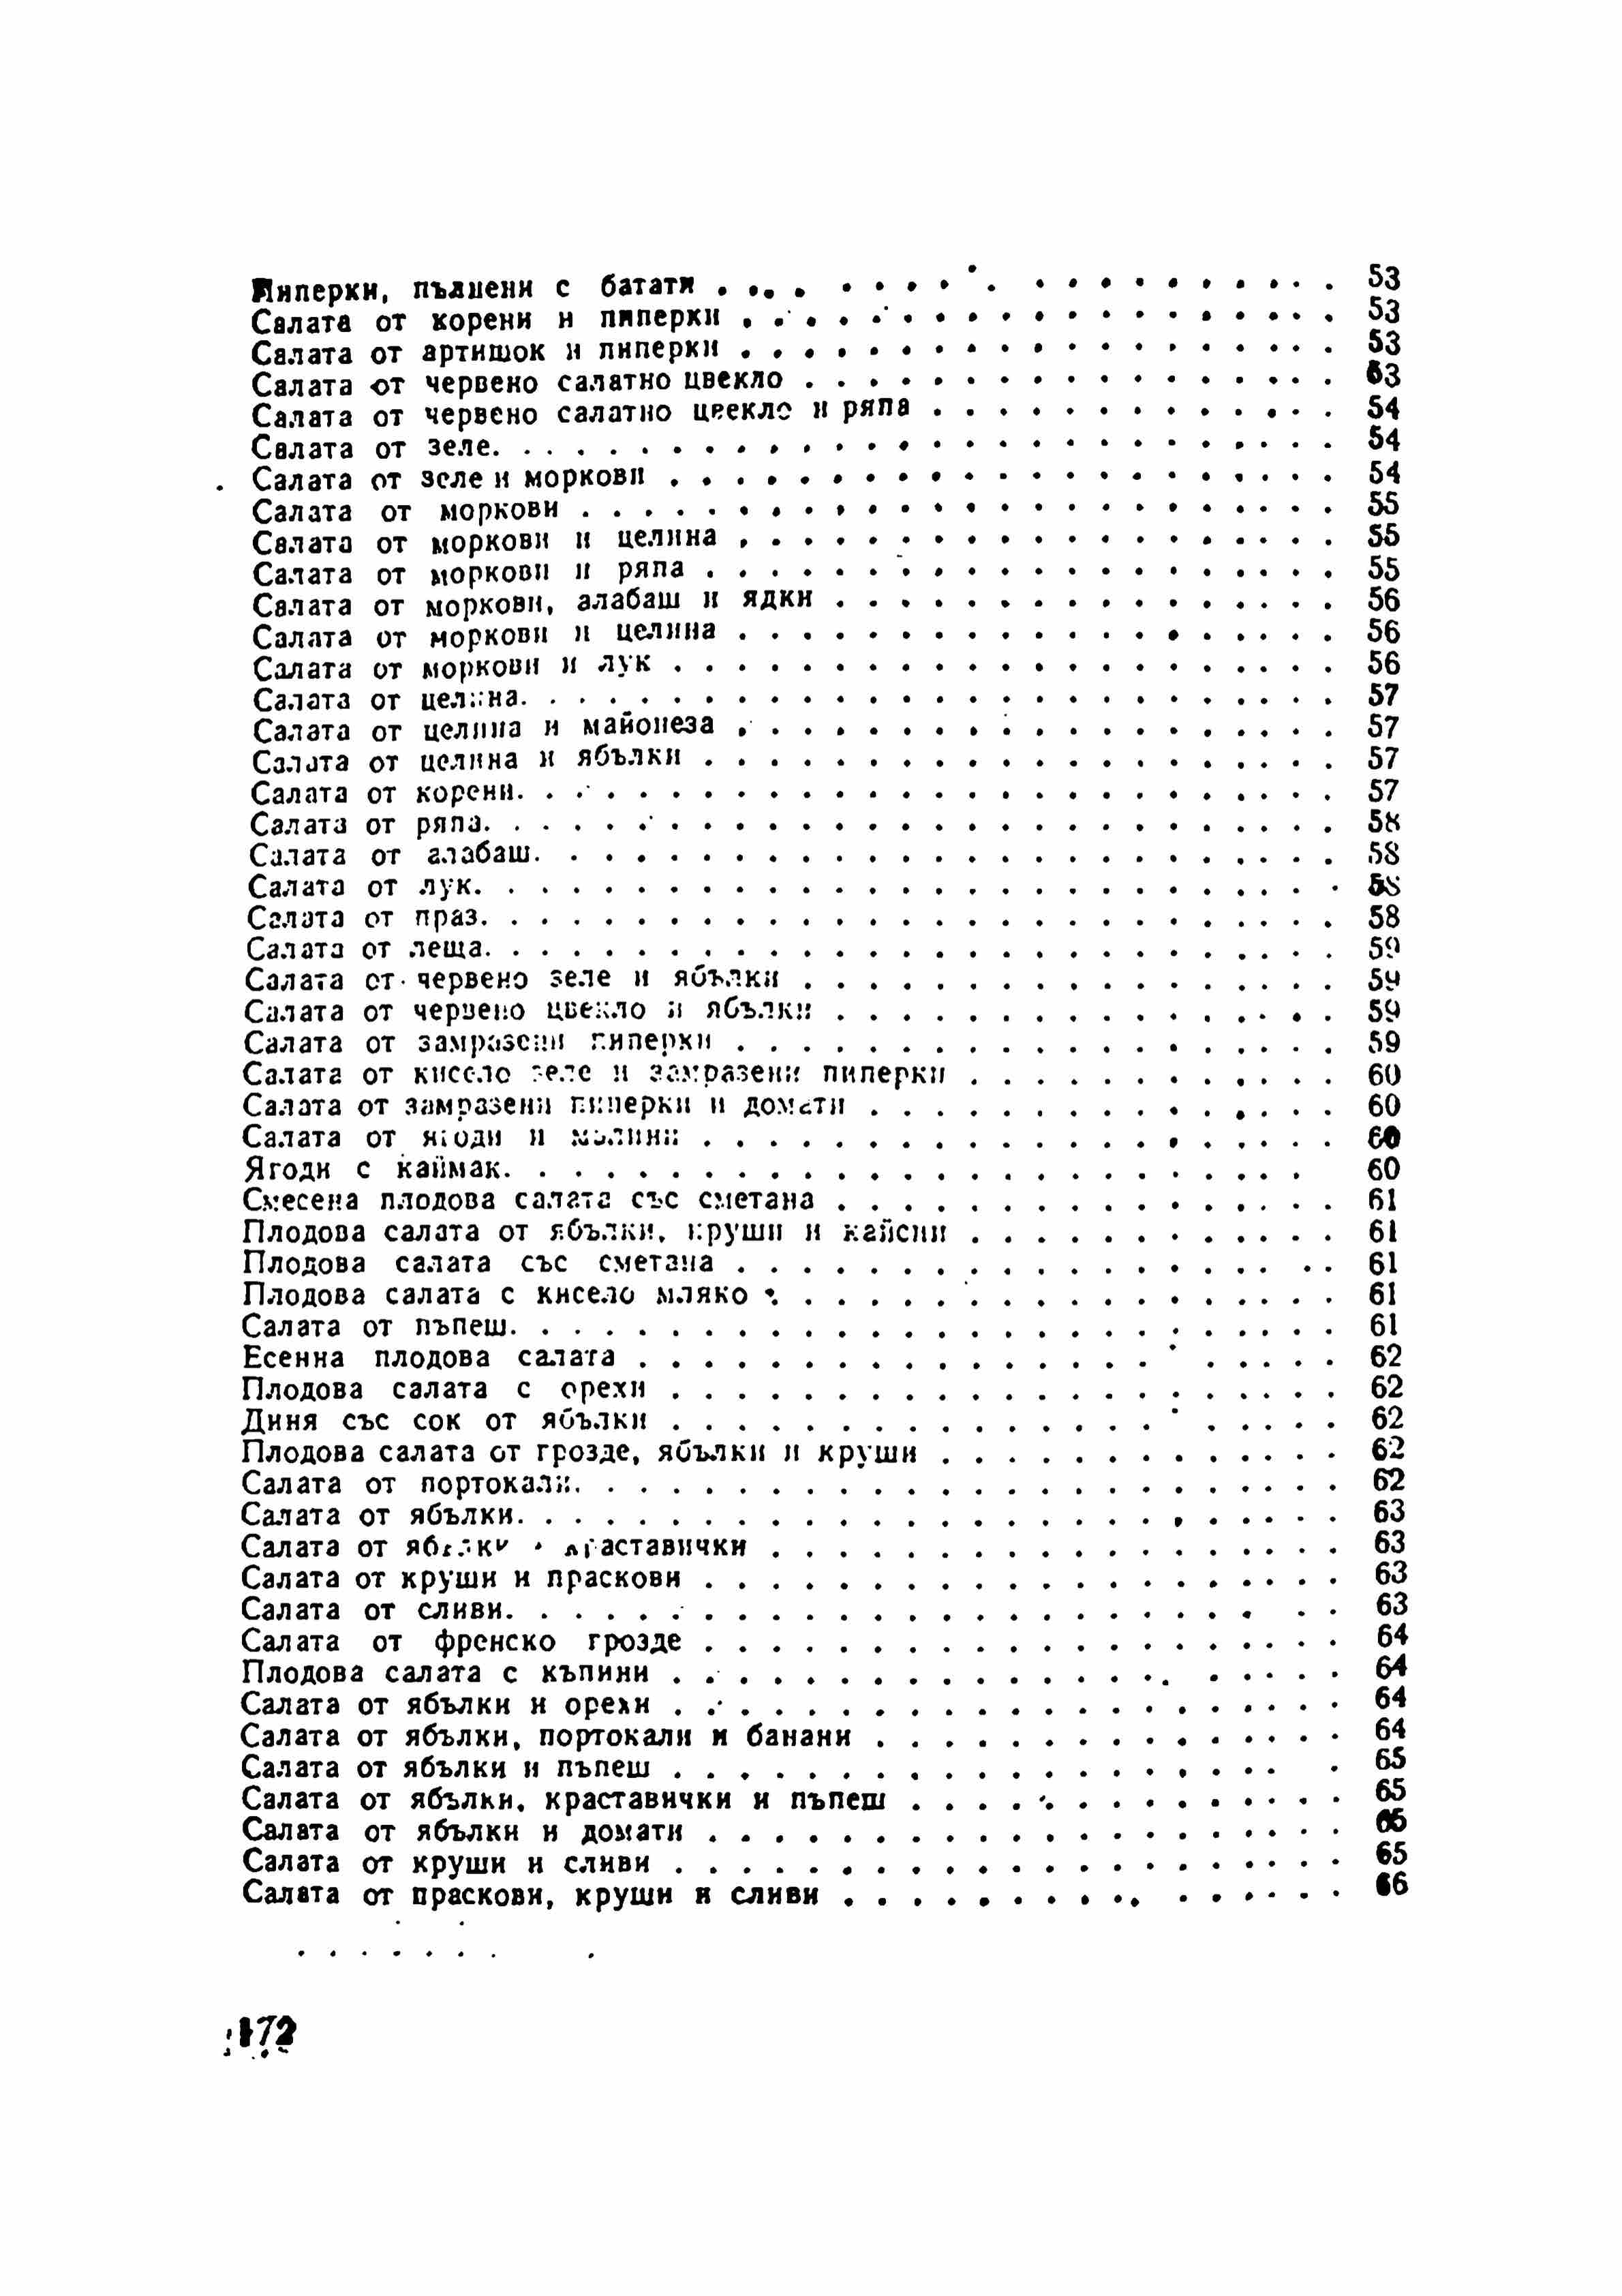 Пиперки, пълнени с батати . . . . . . . . . . . . . . . . . . 53
Салата от корени и пиперки . . . . . . . . . . . . . . . . . . 53
Салата от артишок и пиперки . . . . . . . . . . . . . . . . . . 53
Салата от червено салатно цвекло . . . . . . . . . . . . . . . . 53
Салата от червено салатно цвекло и ряпа . . . . . . . . . . . . . 54
Салата от зеле. . . . . . . . . . . . . . . . . . . . . . . . . 54
Салата от зеле и моркови . . . . . . . . . . . . . . . . . . . . 54
Салата от моркови . . . . . . . . . . . . . . . . . . . . . . . 55
Салата от моркови и целина . . . . . . . . . . . . . . . . . . . 55
Салата от моркови и ряпа . . . . . . . . . . . . . . . . . . . . 55
Салата от моркови, алабаш и ядки . . . . . . . . . . . . . . . . 56
Салата от моркови и целина . . . . . . . . . . . . . . . . . . . 56
Салата от моркови и лук . . . . . . . . . . . . . . . . . . . . 56
Салата от целина. . . . . . . . . . . . . . . . . . . . . . . . 57
Салата от целина и майонеза . . . . . . . . . . . . . . . . . . 57
Салата от целина и ябълки . . . . . . . . . . . . . . . . . . . 57
Салата от корени. . . . . . . . . . . . . . . . . . . . . . . . 57
Салата от ряпа. . . . . . . . . . . . . . . . . . . . . . . . . 58
Салата от алабаш. . . . . . . . . . . . . . . . . . . . . . . . 58
Салата от лук. . . . . . . . . . . . . . . . . . . . . . . . . . 58
Салата от праз. . . . . . . . . . . . . . . . . . . . . . . . . 58
Салата от леща. . . . . . . . . . . . . . . . . . . . . . . . . 59
Салата от червено зеле и ябълки . . . . . . . . . . . . . . . . 59
Салата от червено цвекло и ябълки . . . . . . . . . . . . . . . 59
Салата от замразени пиперки . . . . . . . . . . . . . . . . . . 59
Салата от кисело зеле и замразени пиперки . . . . . . . . . . . . 60
Салата от замразени пиперки и домати . . . . . . . . . . . . . . 60
Салата от ягоди и малини . . . . . . . . . . . . . . . . . . . . 60
Ягоди с каймак. . . . . . . . . . . . . . . . . . . . . . . . . 60
Смесена плодова салата със сметана . . . . . . . . . . . . . . . 61
Плодова салата от ябълки, круши и кайсии . . . . . . . . . . . . 61
Плодова салата със сметана . . . . . . . . . . . . . . . . . . . 61
Плодова салата с кисело мляко . . . . . . . . . . . . . . . . . 61
Салата от пъпеш. . . . . . . . . . . . . . . . . . . . . . . . . 61
Есенна плодова салата . . . . . . . . . . . . . . . . . . . . . 62
Плодова салата с орехи . . . . . . . . . . . . . . . . . . . . . 62
Диня със сок от ябълки . . . . . . . . . . . . . . . . . . . . . 62
Плодова салата от грозде, ябълки и круши . . . . . . . . . . . . 62
Салата от портокали. . . . . . . . . . . . . . . . . . . . . . . 62
Салата от ябълки. . . . . . . . . . . . . . . . . . . . . . . . 63
Салата от ябълки и краставички . . . . . . . . . . . . . . . . . 63
Салата от круши и праскови . . . . . . . . . . . . . . . . . . . 63
Салата от сливи. . . . . . . . . . . . . . . . . . . . . . . . . 63
Салата от френско грозде . . . . . . . . . . . . . . . . . . . . 64
Плодова салата с къпини . . . . . . . . . . . . . . . . . . . . 64
Салата от ябълки и орехи . . . . . . . . . . . . . . . . . . . . 64
Салата от ябълки, портокали и банани . . . . . . . . . . . . . . 64
Салата от ябълки и пъпеш . . . . . . . . . . . . . . . . . . . . 65
Салата от ябълки, краставички и пъпеш . . . . . . . . . . . . . . 65
Салата от ябълки и домати . . . . . . . . . . . . . . . . . . . 65
Салата от круши и сливи . . . . . . . . . . . . . . . . . . . . 65
Салата от праскови, круши и сливи . . . . . . . . . . . . . . . 66
172